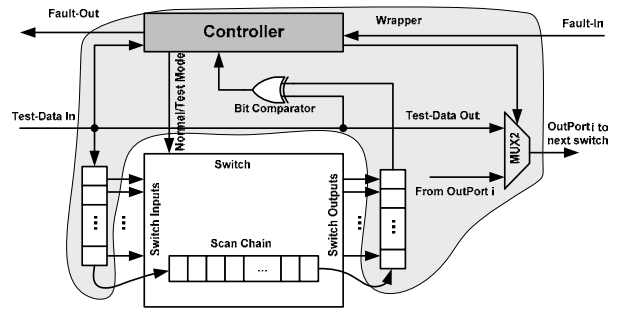 Fault-Out
Wrapper
Fault-In
Controller
Normal/Test Mode
Bit Comparator
Test-Data In
Test-Data Out
MUX2
OutPort i to
next switch
From OutPort i
Switch
Switch Inputs
Switch Outputs
...
...
...
...
Scan Chain
...